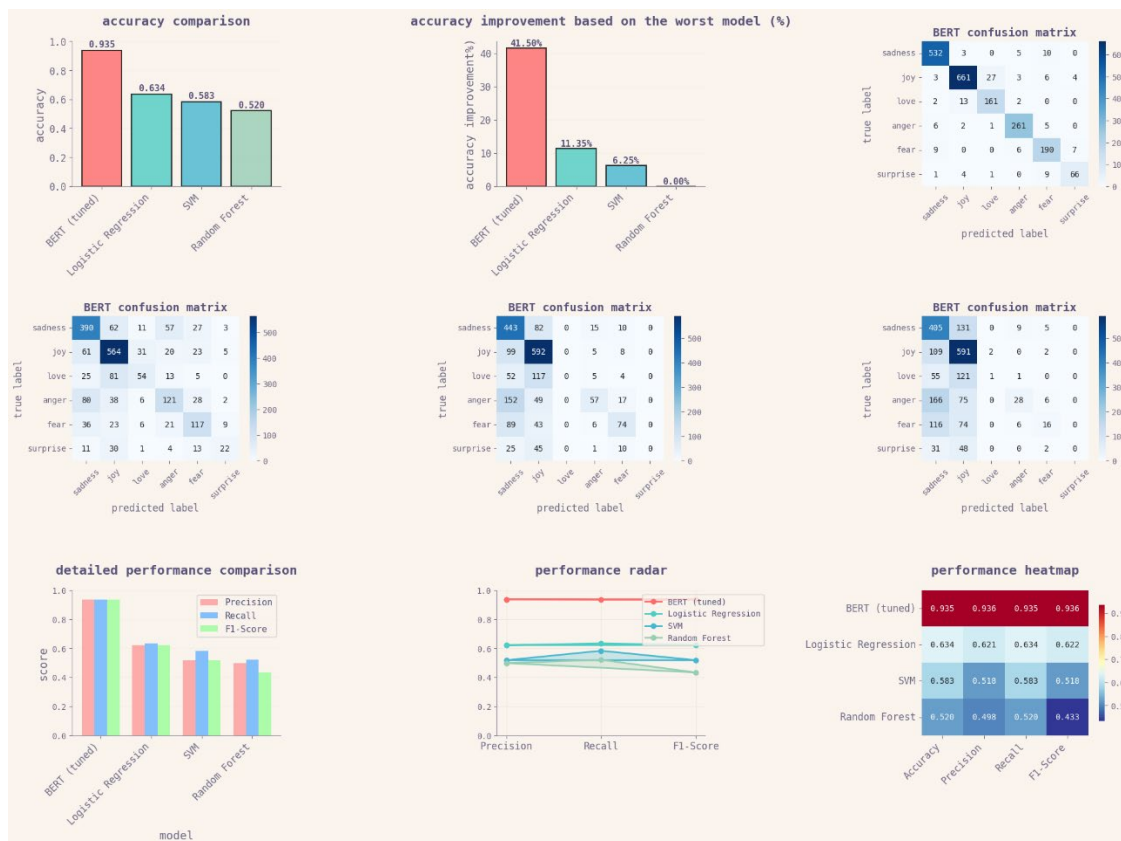 accuracy comparison
accuracy
1.0
0.8
0.6
0.4
0.2
0.0
0.935
0.634
0.583
0.520
BERT (tuned)
Logistic Regression
SVM
Random Forest
accuracy improvement based on the worst model (%)
accuracy improvement%)
40
30
20
10
0
41.50%
11.35%
6.25%
0.00%
BERT (tuned)
Logistic Regression
SVM
Random Forest
BERT confusion matrix
true label
sadness 532 3 0 5 10 0
joy 3 661 27 3 6 4
love 2 13 161 2 0 0
anger 6 2 1 261 5 0
fear 9 0 0 6 190 7
surprise 1 4 1 0 9 66
sadness joy love anger fear surprise
predicted label
BERT confusion matrix
true label
sadness 390 62 11 57 27 3
joy 61 564 31 20 23 5
love 25 81 54 13 5 0
anger 80 38 6 121 28 2
fear 36 23 6 21 117 9
surprise 11 30 1 4 13 22
sadness joy love anger fear surprise
predicted label
500
400
300
200
100
0
BERT confusion matrix
true label
sadness 443 82 0 15 10 0
joy 99 592 0 5 8 0
love 52 117 0 5 4 0
anger 152 49 0 57 17 0
fear 89 43 0 6 74 0
surprise 25 45 0 1 10 0
sadness joy love anger fear surprise
predicted label
500
400
300
200
100
0
BERT confusion matrix
true label
sadness 405 131 0 9 5 0
joy 109 591 2 0 2 0
love 55 121 1 1 0 0
anger 166 75 0 28 6 0
fear 116 74 0 6 16 0
surprise 31 48 0 0 2 0
sadness joy love anger fear surprise
predicted label
detailed performance comparison
score
1.0
0.8
0.6
0.4
0.2
0.0
Precision
Recall
F1-Score
BERT (tuned)
Logistic Regression
SVM
Random Forest
model
performance radar
1.0
0.8
0.6
0.4
0.2
0.0
BERT (tuned)
Logistic Regression
SVM
Random Forest
Precision Recall F1-Score
performance heatmap
BERT (tuned) 0.935 0.936 0.935 0.936
Logistic Regression 0.634 0.621 0.634 0.622
SVM 0.583 0.518 0.583 0.518
Random Forest 0.520 0.498 0.520 0.433
Accuracy Precision Recall F1-Score